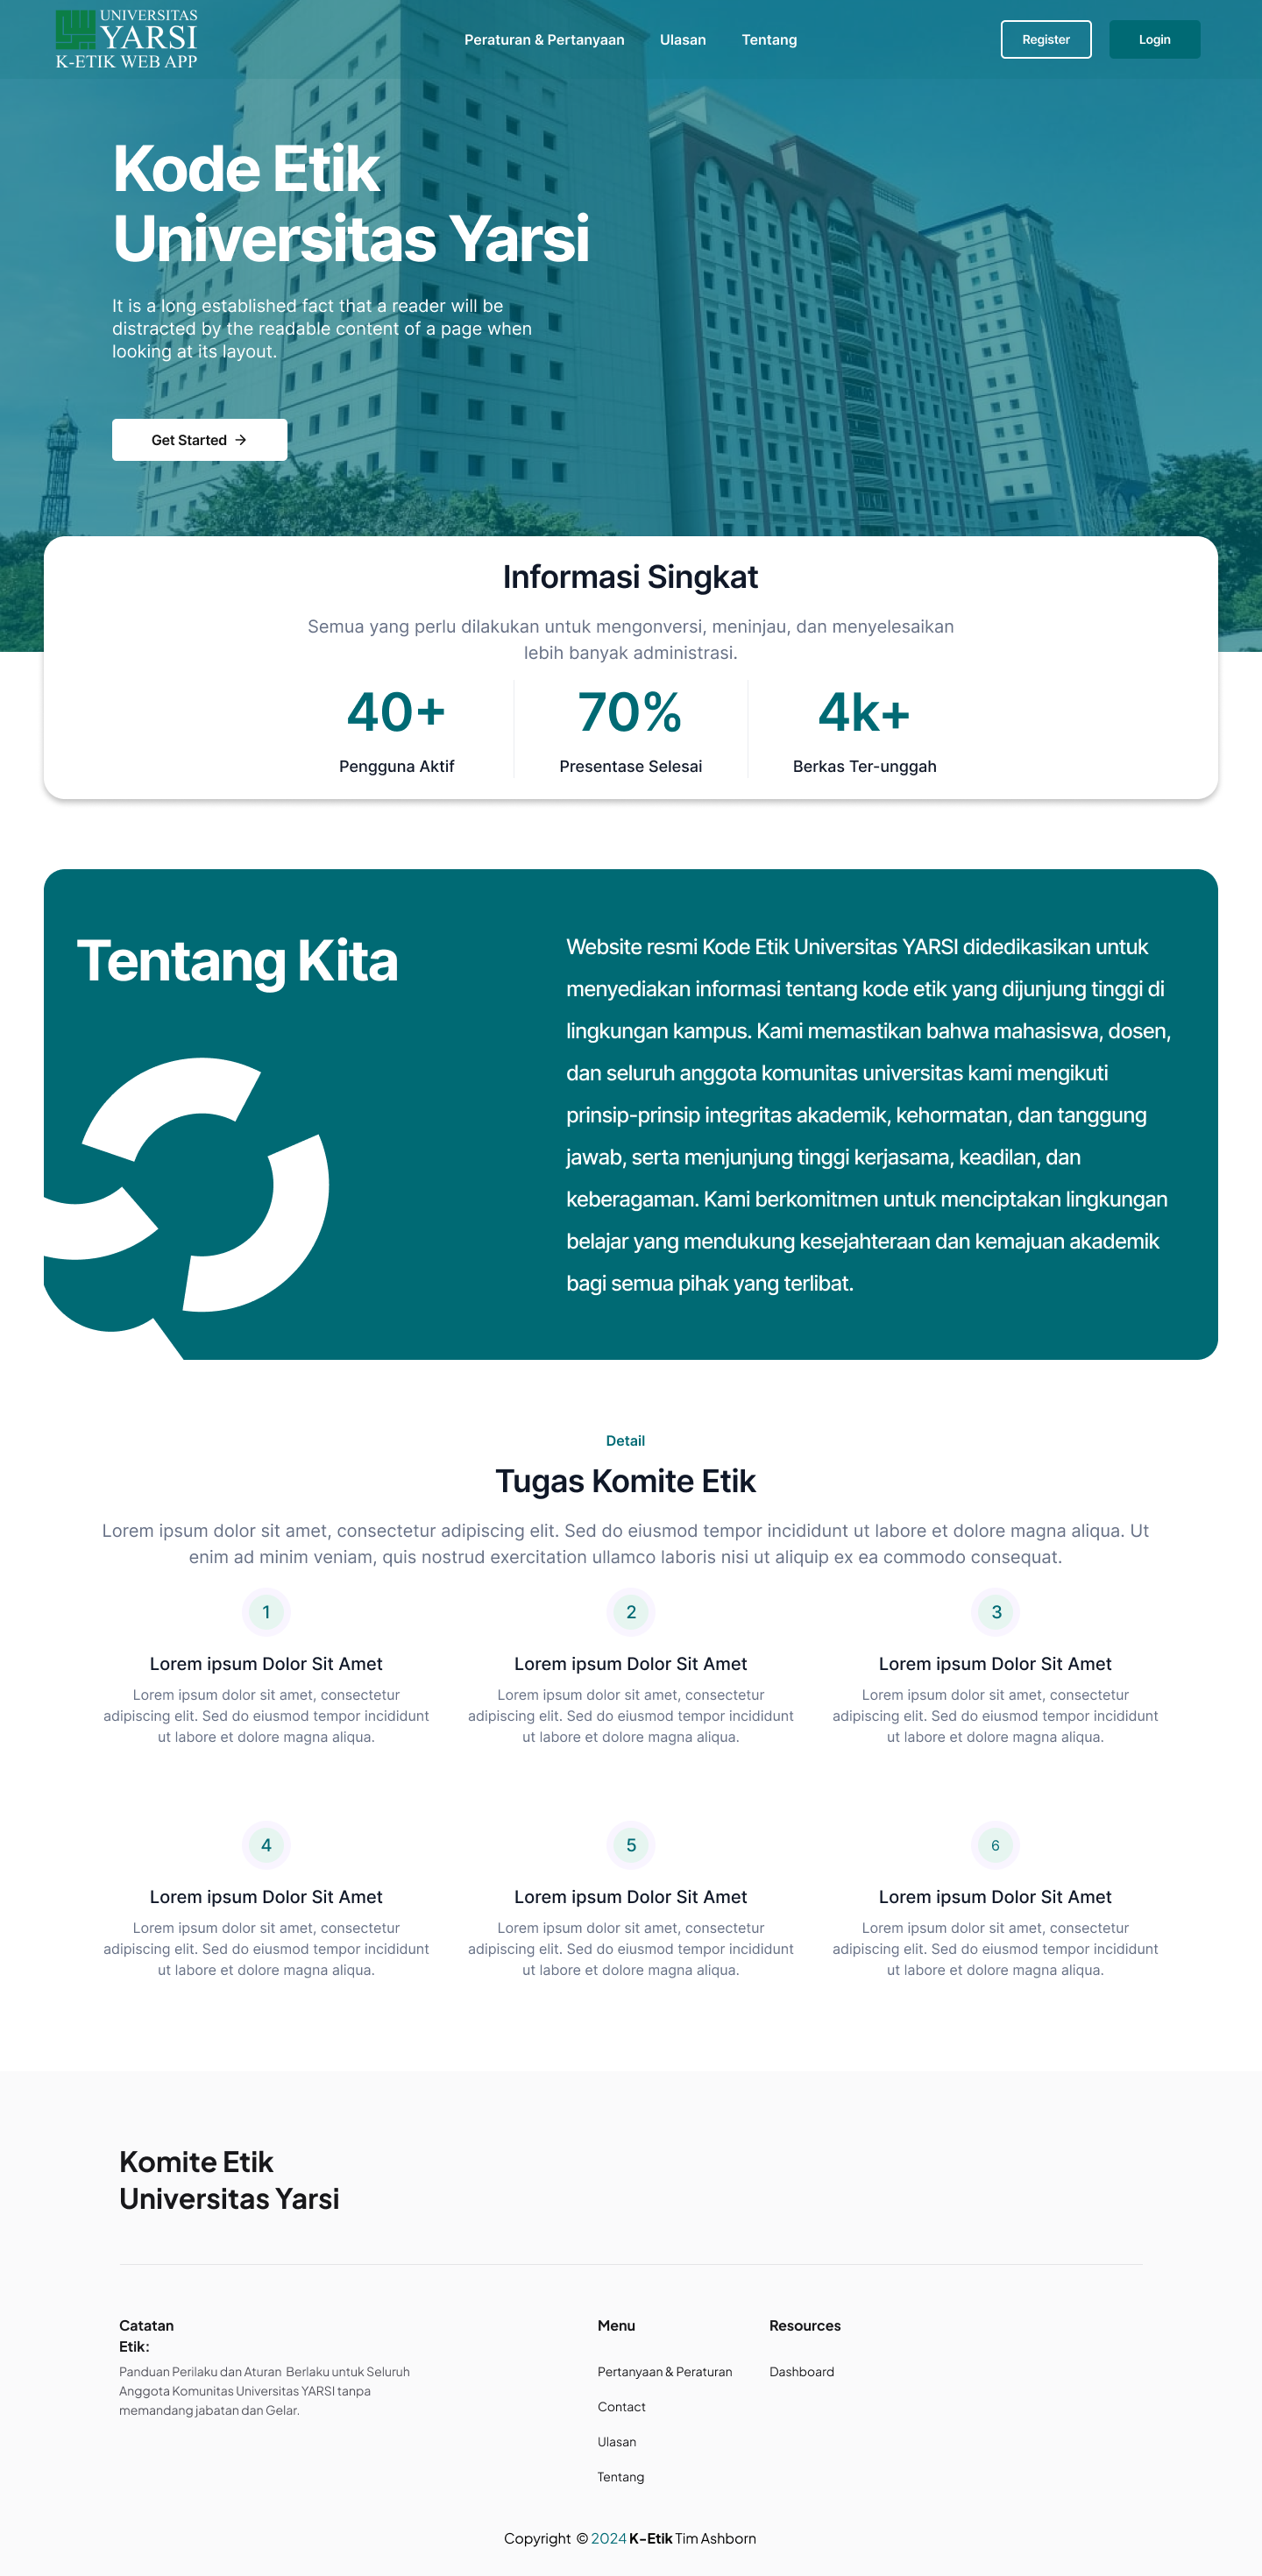 UNIVERSITAS
YARSI
K-ETIK WEB APP
Peraturan & Pertanyaan
Ulasan
Tentang
Register
Login
Kode Etik
Universitas Yarsi
It is a long established fact that a reader will be
distracted by the readable content of a page when
looking at its layout.
Get Started →
Informasi Singkat
Semua yang perlu dilakukan untuk mengonversi, meninjau, dan menyelesaikan
lebih banyak administrasi.
40+
Pengguna Aktif
70%
Presentase Selesai
4k+
Berkas Ter-unggah
Tentang Kita
Website resmi Kode Etik Universitas YARSI didedikasikan untuk
menyediakan informasi tentang kode etik yang dijunjung tinggi di
lingkungan kampus. Kami memastikan bahwa mahasiswa, dosen,
dan seluruh anggota komunitas universitas kami mengikuti
prinsip-prinsip integritas akademik, kehormatan, dan tanggung
jawab, serta menjunjung tinggi kerjasama, keadilan, dan
keberagaman. Kami berkomitmen untuk menciptakan lingkungan
belajar yang mendukung kesejahteraan dan kemajuan akademik
bagi semua pihak yang terlibat.
Detail
Tugas Komite Etik
Lorem ipsum dolor sit amet, consectetur adipiscing elit. Sed do eiusmod tempor incididunt ut labore et dolore magna aliqua. Ut
enim ad minim veniam, quis nostrud exercitation ullamco laboris nisi ut aliquip ex ea commodo consequat.
1
Lorem ipsum Dolor Sit Amet
Lorem ipsum dolor sit amet, consectetur
adipiscing elit. Sed do eiusmod tempor incididunt
ut labore et dolore magna aliqua.
2
Lorem ipsum Dolor Sit Amet
Lorem ipsum dolor sit amet, consectetur
adipiscing elit. Sed do eiusmod tempor incididunt
ut labore et dolore magna aliqua.
3
Lorem ipsum Dolor Sit Amet
Lorem ipsum dolor sit amet, consectetur
adipiscing elit. Sed do eiusmod tempor incididunt
ut labore et dolore magna aliqua.
4
Lorem ipsum Dolor Sit Amet
Lorem ipsum dolor sit amet, consectetur
adipiscing elit. Sed do eiusmod tempor incididunt
ut labore et dolore magna aliqua.
5
Lorem ipsum Dolor Sit Amet
Lorem ipsum dolor sit amet, consectetur
adipiscing elit. Sed do eiusmod tempor incididunt
ut labore et dolore magna aliqua.
6
Lorem ipsum Dolor Sit Amet
Lorem ipsum dolor sit amet, consectetur
adipiscing elit. Sed do eiusmod tempor incididunt
ut labore et dolore magna aliqua.
Komite Etik
Universitas Yarsi
Catatan
Etik:
Panduan Perilaku dan Aturan Berlaku untuk Seluruh
Anggota Komunitas Universitas YARSI tanpa
memandang jabatan dan Gelar.
Menu
Pertanyaan & Peraturan
Contact
Ulasan
Tentang
Resources
Dashboard
Copyright © 2024 K-Etik Tim Ashborn